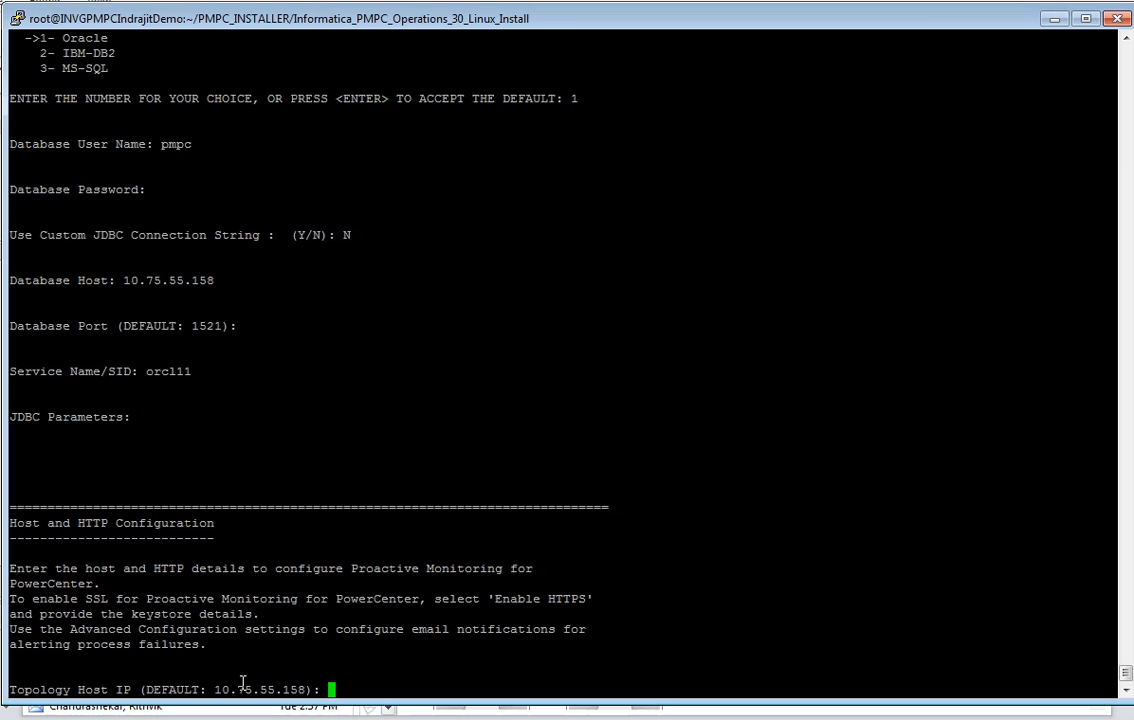 root@INVGPMPCIndrajitDemo:~/PMPC_INSTALLER/Informatica_PMPC_Operations_30_Linux_Install
->1- Oracle
2- IBM-DB2
3- MS-SQL
ENTER THE NUMBER FOR YOUR CHOICE, OR PRESS <ENTER> TO ACCEPT THE DEFAULT: 1
Database User Name: pmpc
Database Password:
Use Custom JDBC Connection String :  (Y/N): N
Database Host: 10.75.55.158
Database Port (DEFAULT: 1521):
Service Name/SID: orcl11
JDBC Parameters:
===============================================================================
Host and HTTP Configuration
---------------------------
Enter the host and HTTP details to configure Proactive Monitoring for
PowerCenter.
To enable SSL for Proactive Monitoring for PowerCenter, select 'Enable HTTPS'
and provide the keystore details.
Use the Advanced Configuration settings to configure email notifications for
alerting process failures.
Topology Host IP (DEFAULT: 10.75.55.158):
Chandrashekar, Rithvik Tue 2:57 PM